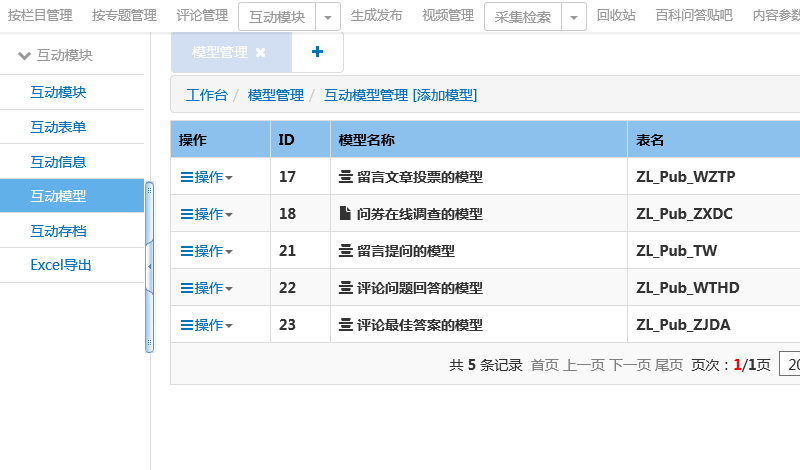 按栏目管理 按专题管理 评论管理 互动模块 生成发布 视频管理 采集检索 回收站 百科问答贴吧 内容参数
互动模块
互动模块
互动表单
互动信息
互动模型
互动存档
Excel导出
模型管理 ✖ +
工作台 / 模型管理 / 互动模型管理 [添加模型]
操作 ID 模型名称 表名
操作 17 留言文章投票的模型 ZL_Pub_WZTP
操作 18 问券在线调查的模型 ZL_Pub_ZXDC
操作 21 留言提问的模型 ZL_Pub_TW
操作 22 评论问题回答的模型 ZL_Pub_WTHD
操作 23 评论最佳答案的模型 ZL_Pub_ZJDA
共 5 条记录 首页 上一页 下一页 尾页 页次：1/1页 20